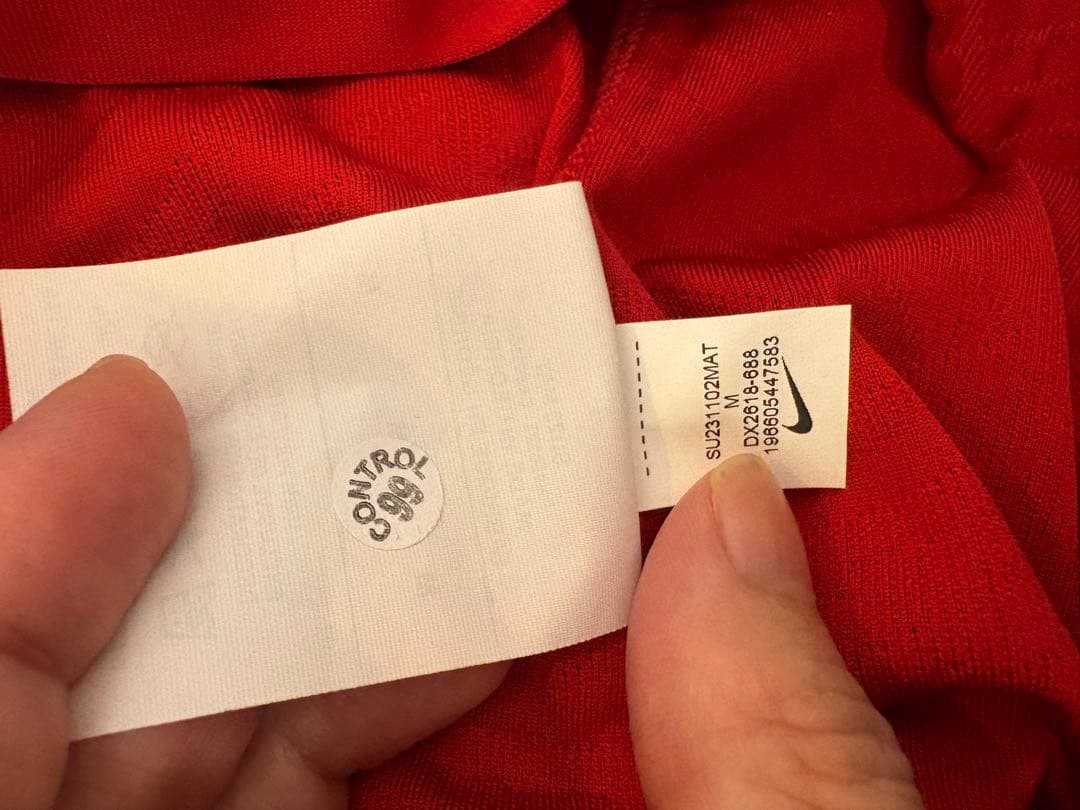 CONTROL
99
SU231102MAT
M
DX2618-688
196605447583